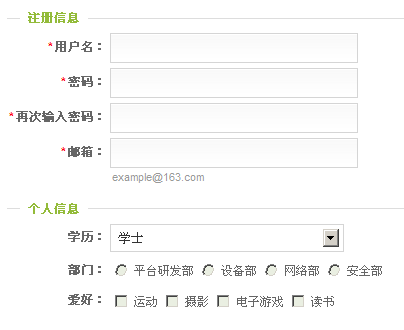 注册信息
*用户名：
*密码：
*再次输入密码：
*邮箱：
example@163.com
个人信息
学历： 学士
部门： 平台研发部 设备部 网络部 安全部
爱好： 运动 摄影 电子游戏 读书